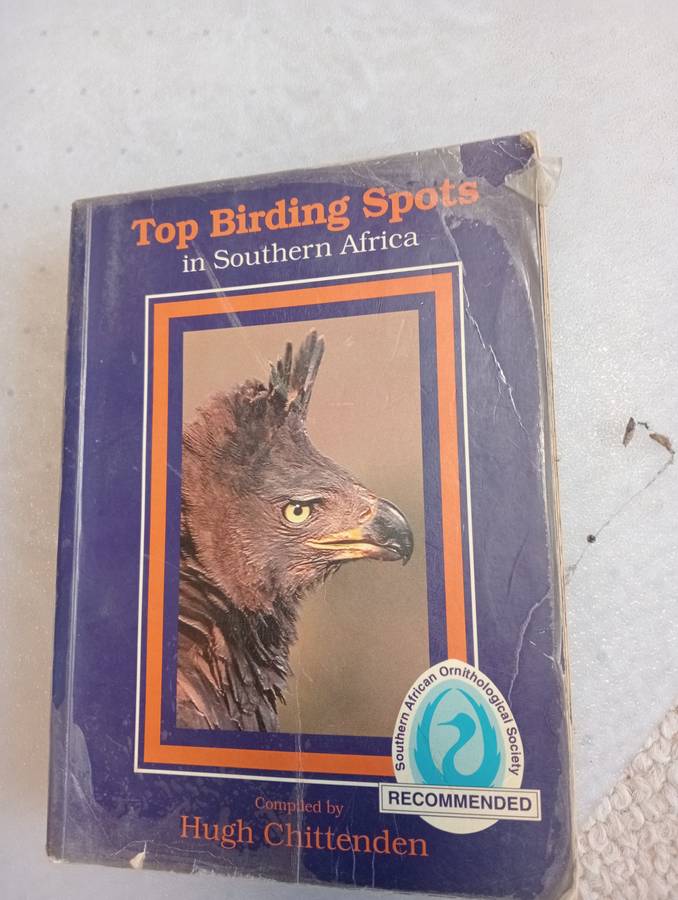 Top Birding Spots
in Southern Africa
Southern African Ornithological Society
RECOMMENDED
Compiled by
Hugh Chittenden